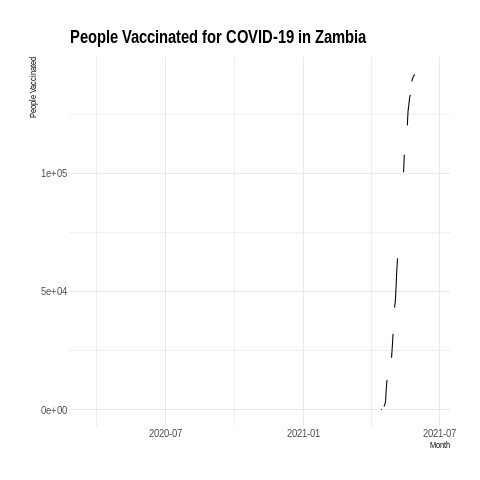 People Vaccinated for COVID-19 in Zambia
People Vaccinated
1e+05
5e+04
0e+00
2020-07
2021-01
2021-07
Month